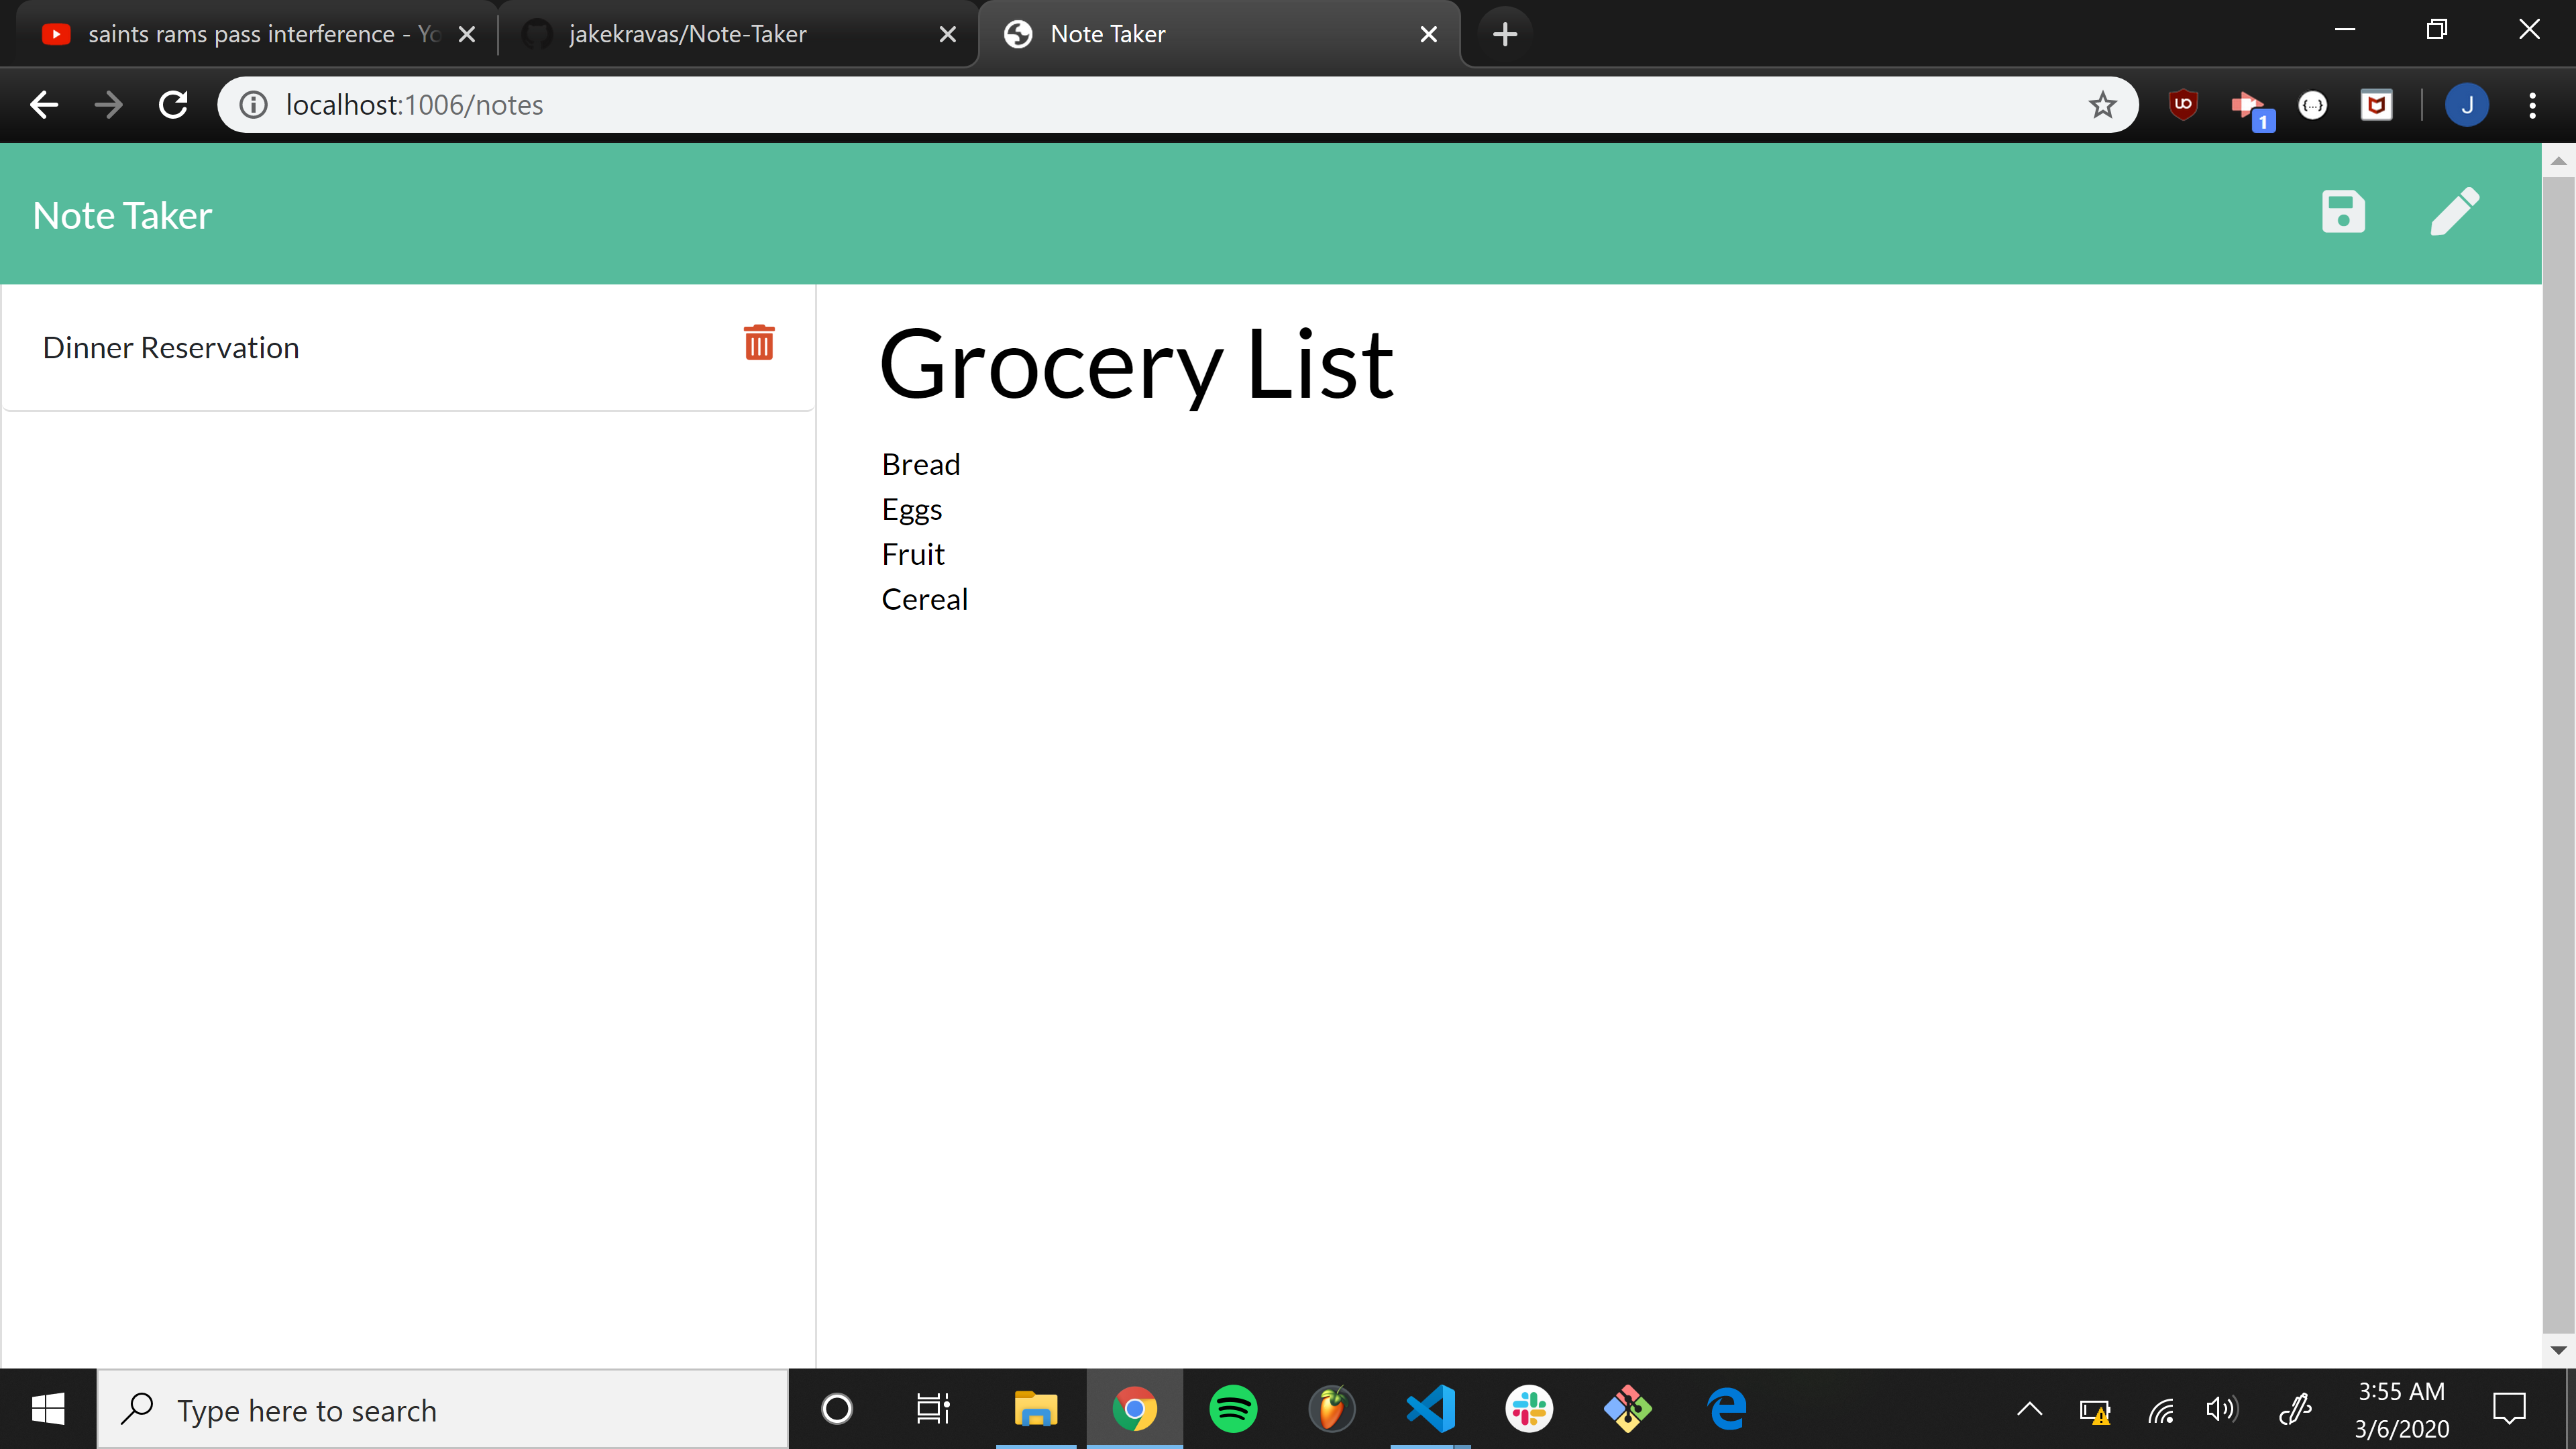 saints rams pass interference - Yo
jakekravas/Note-Taker
Note Taker
localhost:1006/notes
1
J
Note Taker
Dinner Reservation
Grocery List
Bread
Eggs
Fruit
Cereal
Type here to search
3:55 AM
3/6/2020